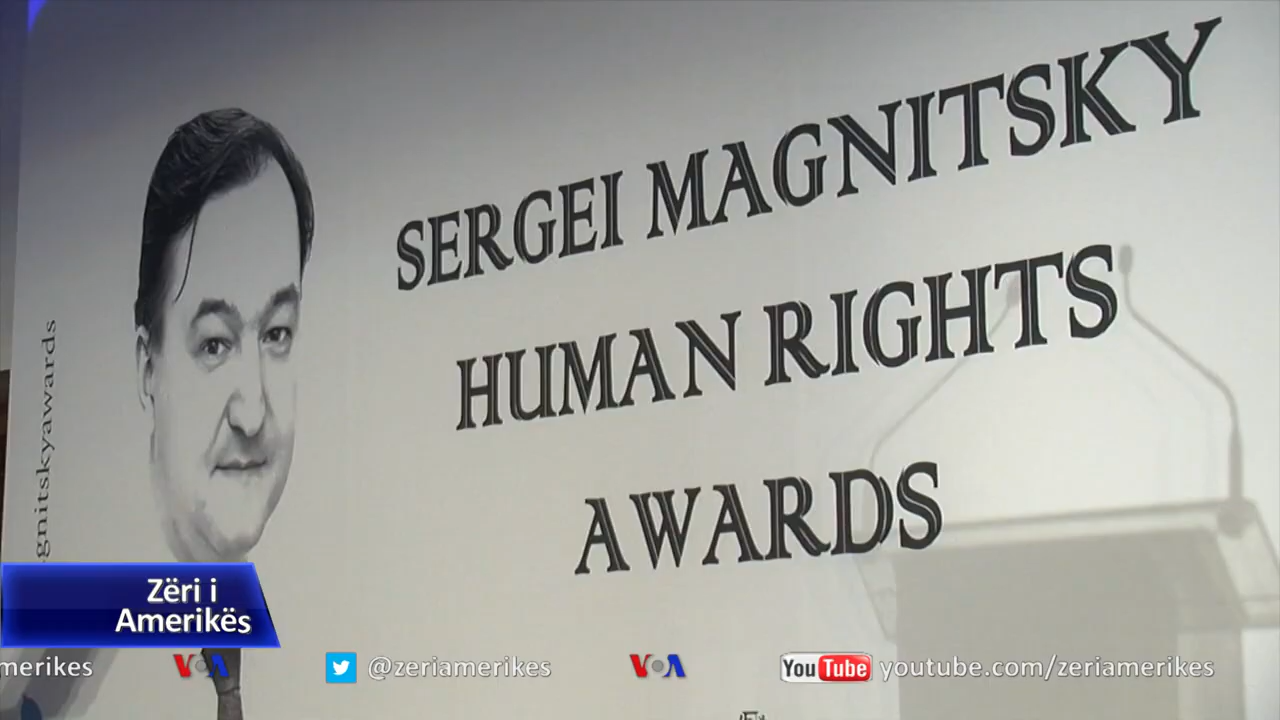 SERGEI MAGNITSKY
HUMAN RIGHTS
AWARDS
gnitskyawards
Zëri i
Amerikës
merikes
VOA
@zeriamerikes
VOA
YouTube
youtube.com/zeriamerikes